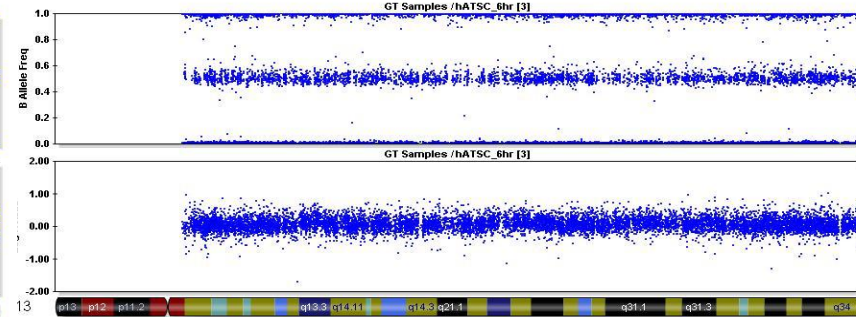 GT Samples /hATSC_6hr [3]
1.0
0.8
0.6
0.4
0.2
0.0
B Allele Freq
GT Samples /hATSC_6hr [3]
2.00
1.00
0.00
-1.00
-2.00
13 p13 p12 p11.2 q13.3 q14.11 q14.3 q21.1 q31.1 q31.3 q34